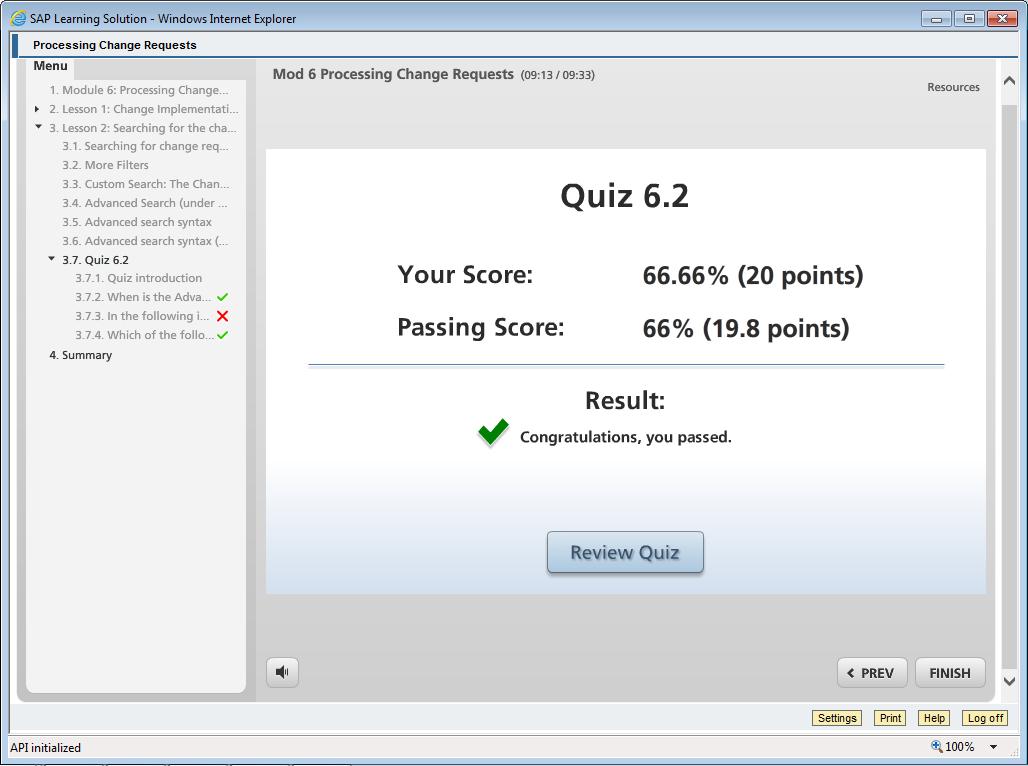 SAP Learning Solution - Windows Internet Explorer
Processing Change Requests
Menu
1. Module 6: Processing Change...
2. Lesson 1: Change Implementati...
3. Lesson 2: Searching for the cha...
3.1. Searching for change req...
3.2. More Filters
3.3. Custom Search: The Chan...
3.4. Advanced Search (under ...
3.5. Advanced search syntax
3.6. Advanced search syntax (...
3.7. Quiz 6.2
3.7.1. Quiz introduction
3.7.2. When is the Adva...
3.7.3. In the following i...
3.7.4. Which of the follo...
4. Summary
Mod 6 Processing Change Requests (09:13 / 09:33)
Resources
Quiz 6.2
Your Score: 66.66% (20 points)
Passing Score: 66% (19.8 points)
Result:
Congratulations, you passed.
Review Quiz
PREV FINISH
Settings Print Help Log off
API initialized 100%